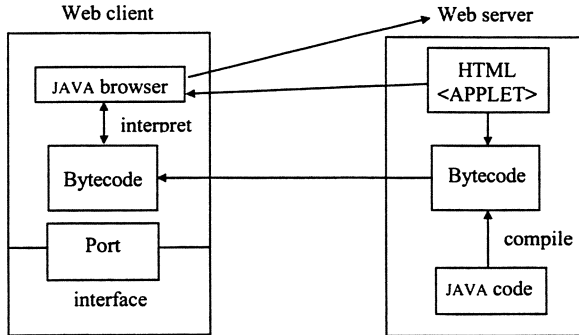 Web client
Web server
JAVA browser
HTML
<APPLET>
interpret
Bytecode
Bytecode
Port
compile
interface
JAVA code